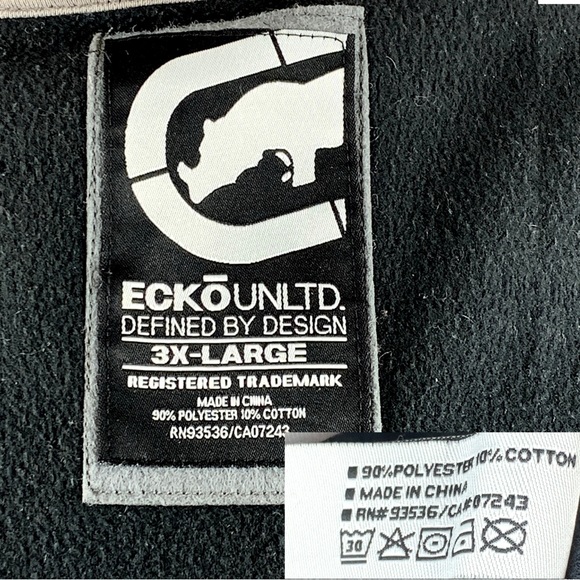 ECKŌ UNLTD.
DEFINED BY DESIGN
3X-LARGE
REGISTERED TRADEMARK
MADE IN CHINA
90% POLYESTER 10% COTTON
RN93536/CA07243
90%POLYESTER 10% COTTON
MADE IN CHINA
RN# 93536/CA#07243
30